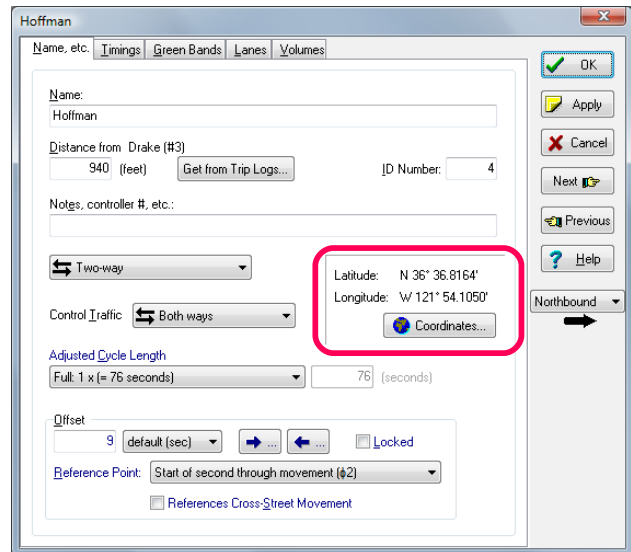 Hoffman
Name, etc. Timings Green Bands Lanes Volumes
OK
Name:
Hoffman
Apply
Distance from Drake (#3)
Cancel
940 (feet) Get from Trip Logs... ID Number: 4
Next
Notes, controller #, etc.:
Previous
Two-way
Help
Latitude: N 36° 36.8164'
Longitude: W 121° 54.1050'
Northbound
Control Traffic Both ways
Coordinates...
Adjusted Cycle Length
Full: 1 x (= 76 seconds) 76 (seconds)
Offset
9 default (sec) ... ... Locked
Reference Point: Start of second through movement (ϕ2)
References Cross-Street Movement